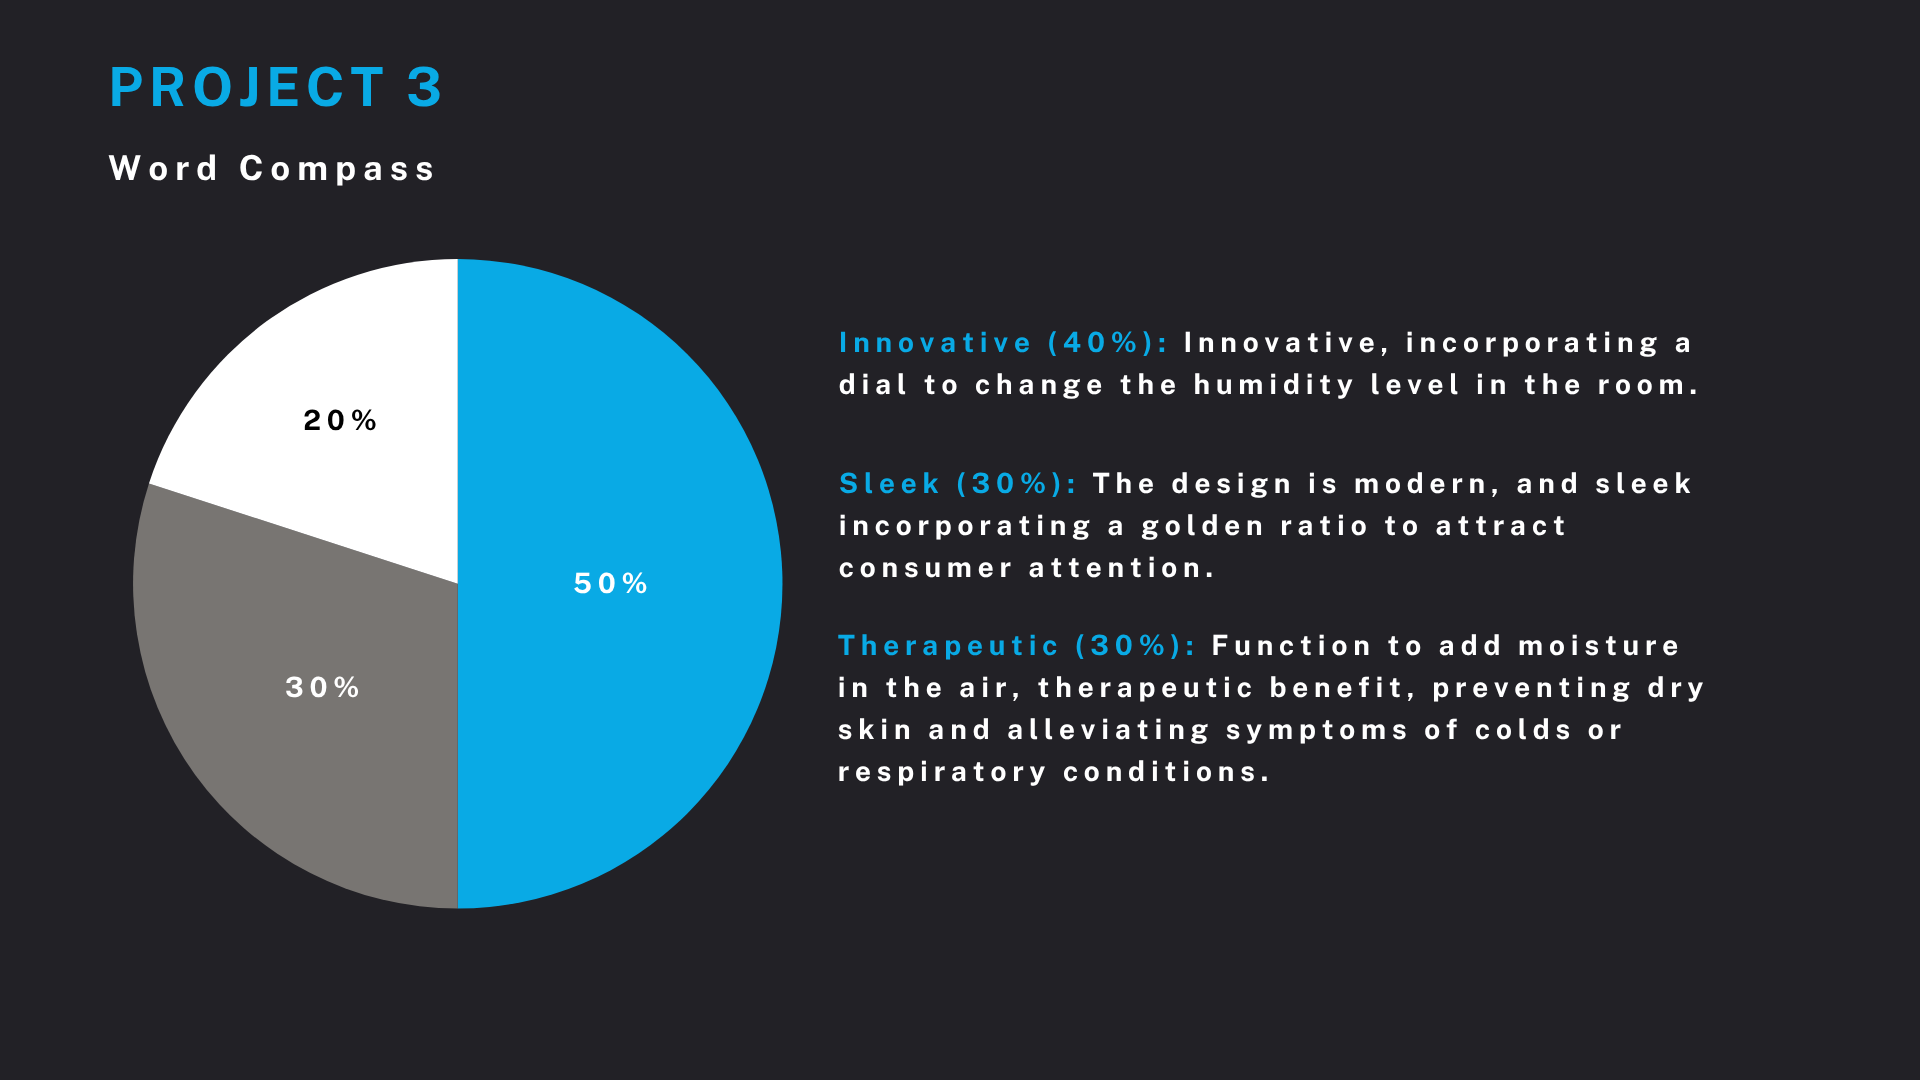 PROJECT 3
Word Compass
20%
50%
30%
Innovative (40%): Innovative, incorporating a
dial to change the humidity level in the room.
Sleek (30%): The design is modern, and sleek
incorporating a golden ratio to attract
consumer attention.
Therapeutic (30%): Function to add moisture
in the air, therapeutic benefit, preventing dry
skin and alleviating symptoms of colds or
respiratory conditions.